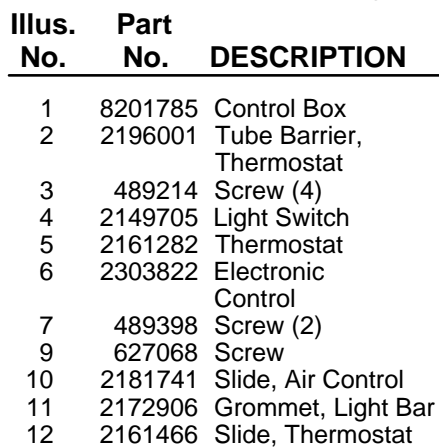 Illus. Part
No. No. DESCRIPTION
1 8201785 Control Box
2 2196001 Tube Barrier,
Thermostat
3 489214 Screw (4)
4 2149705 Light Switch
5 2161282 Thermostat
6 2303822 Electronic
Control
7 489398 Screw (2)
9 627068 Screw
10 2181741 Slide, Air Control
11 2172906 Grommet, Light Bar
12 2161466 Slide, Thermostat